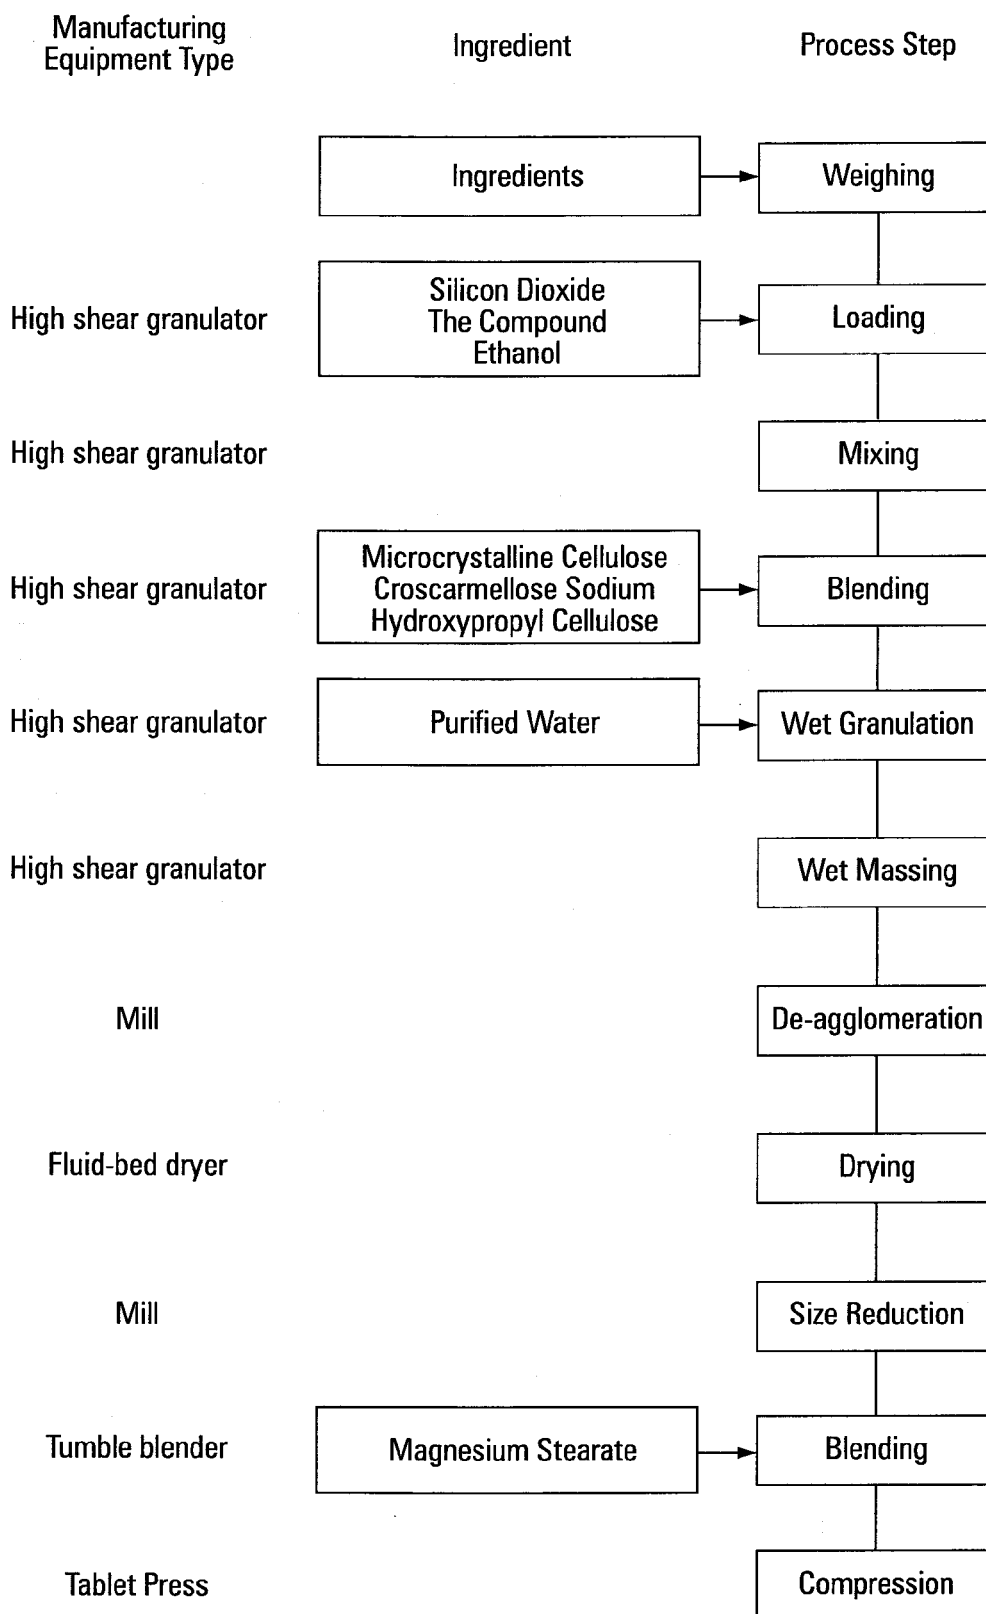 Manufacturing
Equipment Type
Ingredient
Process Step
Ingredients
Weighing
High shear granulator
Silicon Dioxide
The Compound
Ethanol
Loading
High shear granulator
Mixing
High shear granulator
Microcrystalline Cellulose
Croscarmellose Sodium
Hydroxypropyl Cellulose
Blending
High shear granulator
Purified Water
Wet Granulation
High shear granulator
Wet Massing
Mill
De-agglomeration
Fluid-bed dryer
Drying
Mill
Size Reduction
Tumble blender
Magnesium Stearate
Blending
Tablet Press
Compression